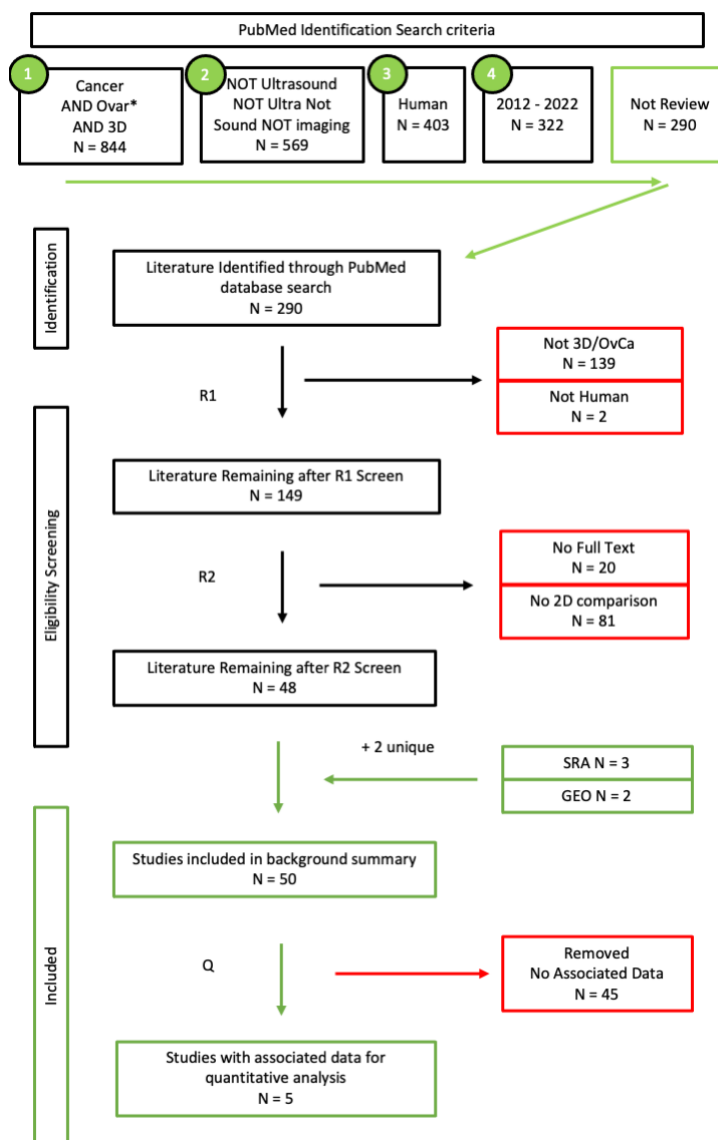 PubMed Identification Search criteria
1
2
3
4
Cancer
AND Ovar*
AND 3D
N = 844
NOT Ultrasound
NOT Ultra Not
Sound NOT imaging
N = 569
Human
N = 403
2012 - 2022
N = 322
Not Review
N = 290
Identification
Literature Identified through PubMed
database search
N = 290
Not 3D/OvCa
N = 139
Not Human
N = 2
R1
Eligibility Screening
Literature Remaining after R1 Screen
N = 149
No Full Text
N = 20
No 2D comparison
N = 81
R2
Literature Remaining after R2 Screen
N = 48
+ 2 unique
SRA N = 3
GEO N = 2
Included
Studies included in background summary
N = 50
Q
Removed
No Associated Data
N = 45
Studies with associated data for
quantitative analysis
N = 5